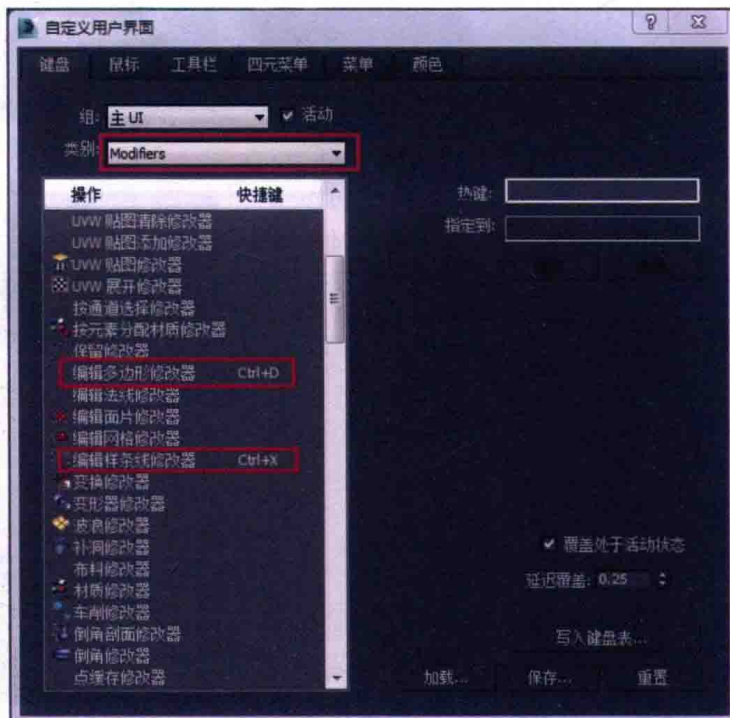 自定义用户界面
键盘 鼠标 工具栏 四元菜单 菜单 颜色
组: 主 UI 活动
类别: Modifiers
操作 快捷键
热键:
指定到:
UVW 贴图清除修改器
UVW 贴图添加修改器
UVW 贴图修改器
UVW 展开修改器
按通道选择修改器
按元素分配材质修改器
保留修改器
编辑多边形修改器 Ctrl+D
编辑法线修改器
编辑面片修改器
编辑网格修改器
编辑样条线修改器 Ctrl+X
变换修改器
变形器修改器
波浪修改器
补洞修改器
布料修改器
材质修改器
车削修改器
倒角剖面修改器
倒角修改器
点缓存修改器
覆盖处于活动状态
延迟覆盖: 0.25
写入键盘表...
加载... 保存... 重置